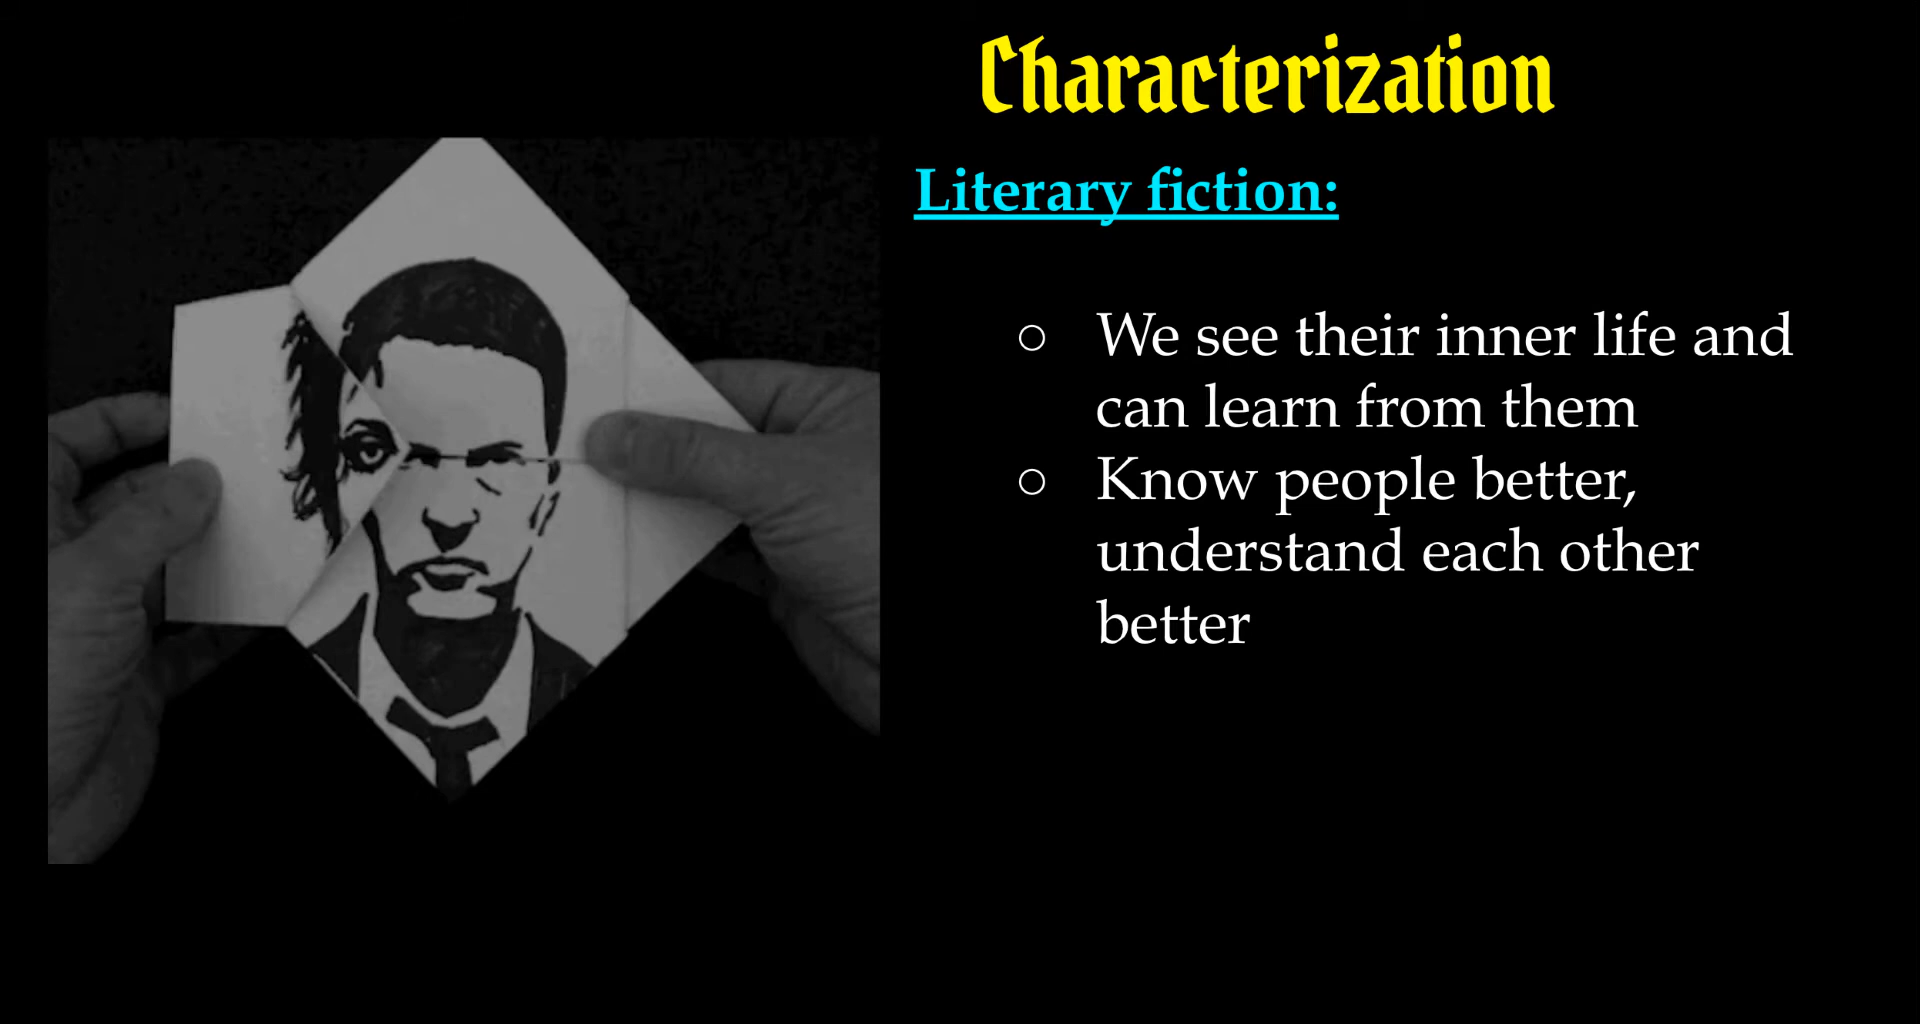 Characterization
Literary fiction:
○ We see their inner life and
can learn from them
○ Know people better,
understand each other
better